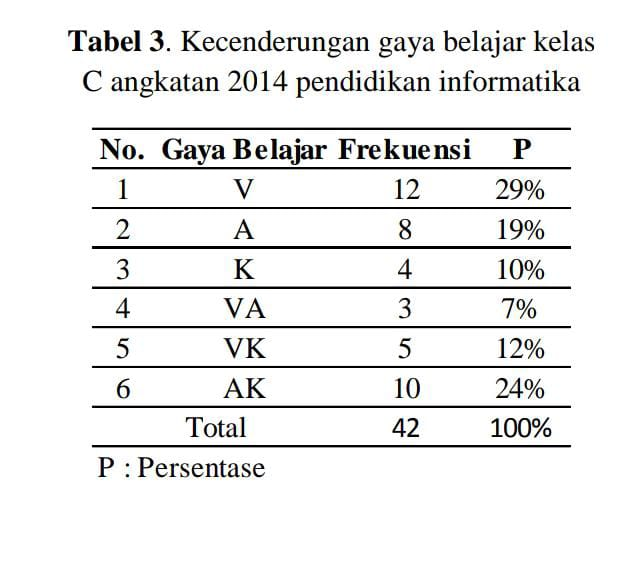 Tabel 3. Kecenderungan gaya belajar kelas
C angkatan 2014 pendidikan informatika
No. Gaya Belajar Frekuensi P
1 V 12 29%
2 A 8 19%
3 K 4 10%
4 VA 3 7%
5 VK 5 12%
6 AK 10 24%
Total 42 100%
P : Persentase